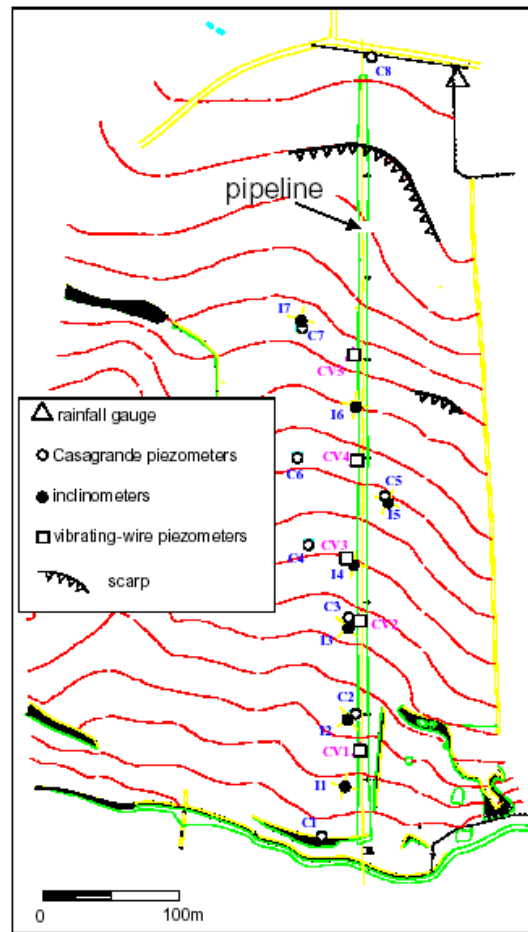 C8
pipeline
I7
C7
CV5
I6
rainfall gauge
Casagrande piezometers
inclinometers
vibrating-wire piezometers
scarp
CV4
C6
C5
I5
CV3
C4
I4
C3
CV2
I3
C2
I2
CV1
I1
C1
0 100m